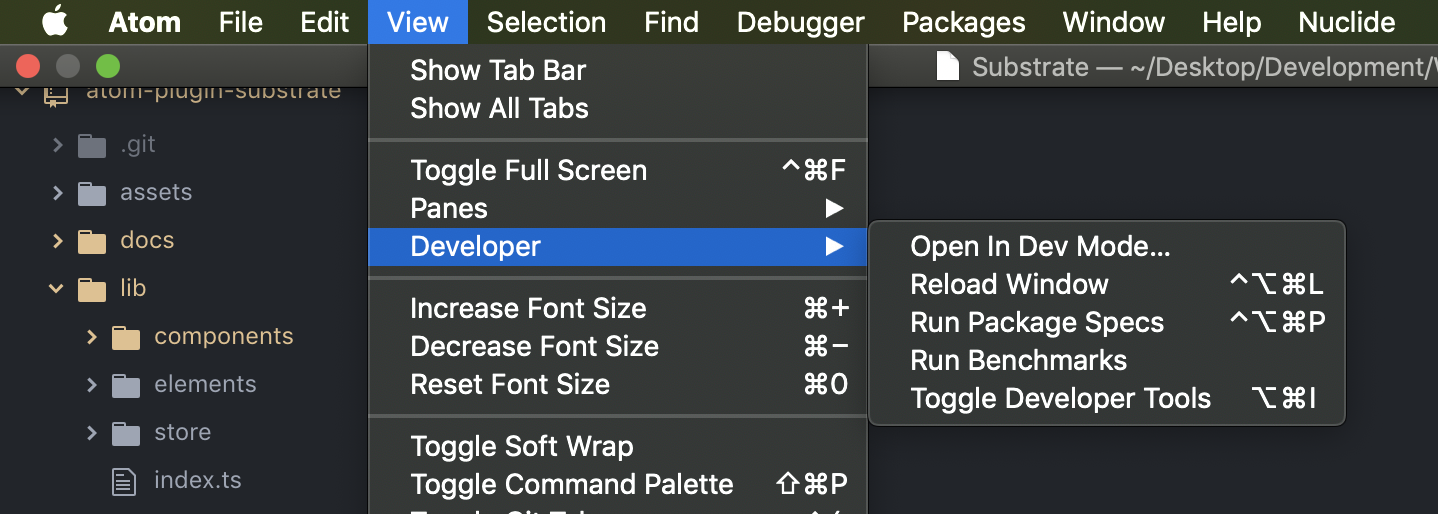 Atom File Edit View Selection Find Debugger Packages Window Help Nuclide
Substrate — ~/Desktop/Development/
atom-plugin-substrate
.git
assets
docs
lib
components
elements
store
index.ts
Show Tab Bar
Show All Tabs
Toggle Full Screen ^⌘F
Panes ▶
Developer ▶
Increase Font Size ⌘+
Decrease Font Size ⌘−
Reset Font Size ⌘0
Toggle Soft Wrap
Toggle Command Palette ⇧⌘P
Open In Dev Mode...
Reload Window ^⌥⌘L
Run Package Specs ^⌥⌘P
Run Benchmarks
Toggle Developer Tools ⌥⌘I